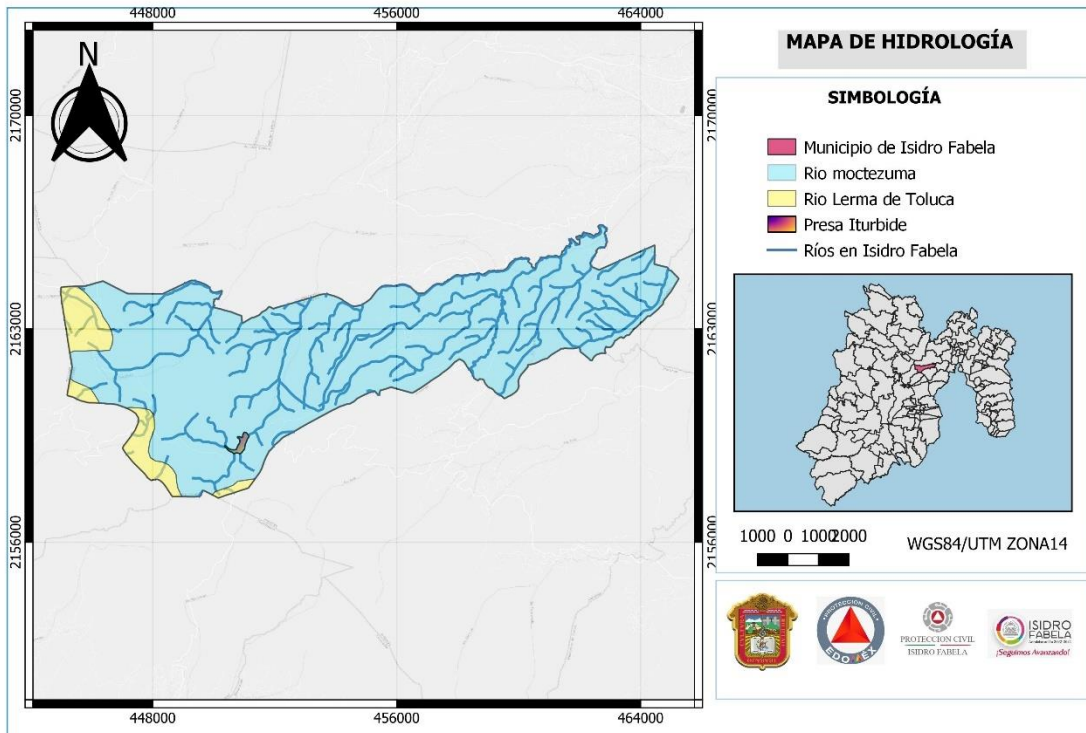 448000 456000 464000
N
2170000
2163000
2156000
2170000
2163000
2156000
448000 456000 464000
MAPA DE HIDROLOGÍA
SIMBOLOGÍA
Municipio de Isidro Fabela
Rio moctezuma
Rio Lerma de Toluca
Presa Iturbide
Ríos en Isidro Fabela
1000 0 1000 2000
WGS84/UTM ZONA14
PROTECCION CIVIL
EDOMEX
PROTECCION CIVIL
ISIDRO FABELA
ISIDRO
FABELA
¡Seguimos Avanzando!